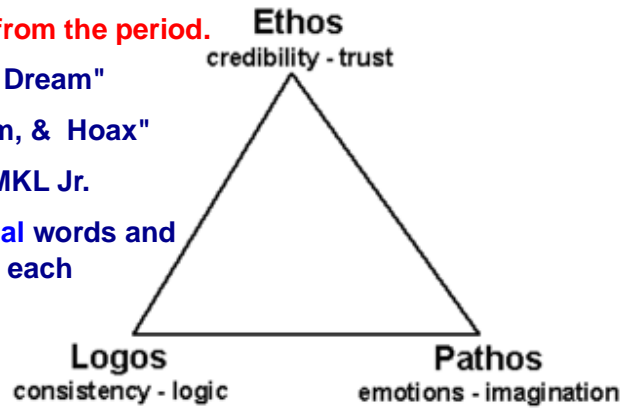 from the period.
Dream"
m, & Hoax"
MKL Jr.
al words and
each
Ethos
credibility - trust
Logos
consistency - logic
Pathos
emotions - imagination